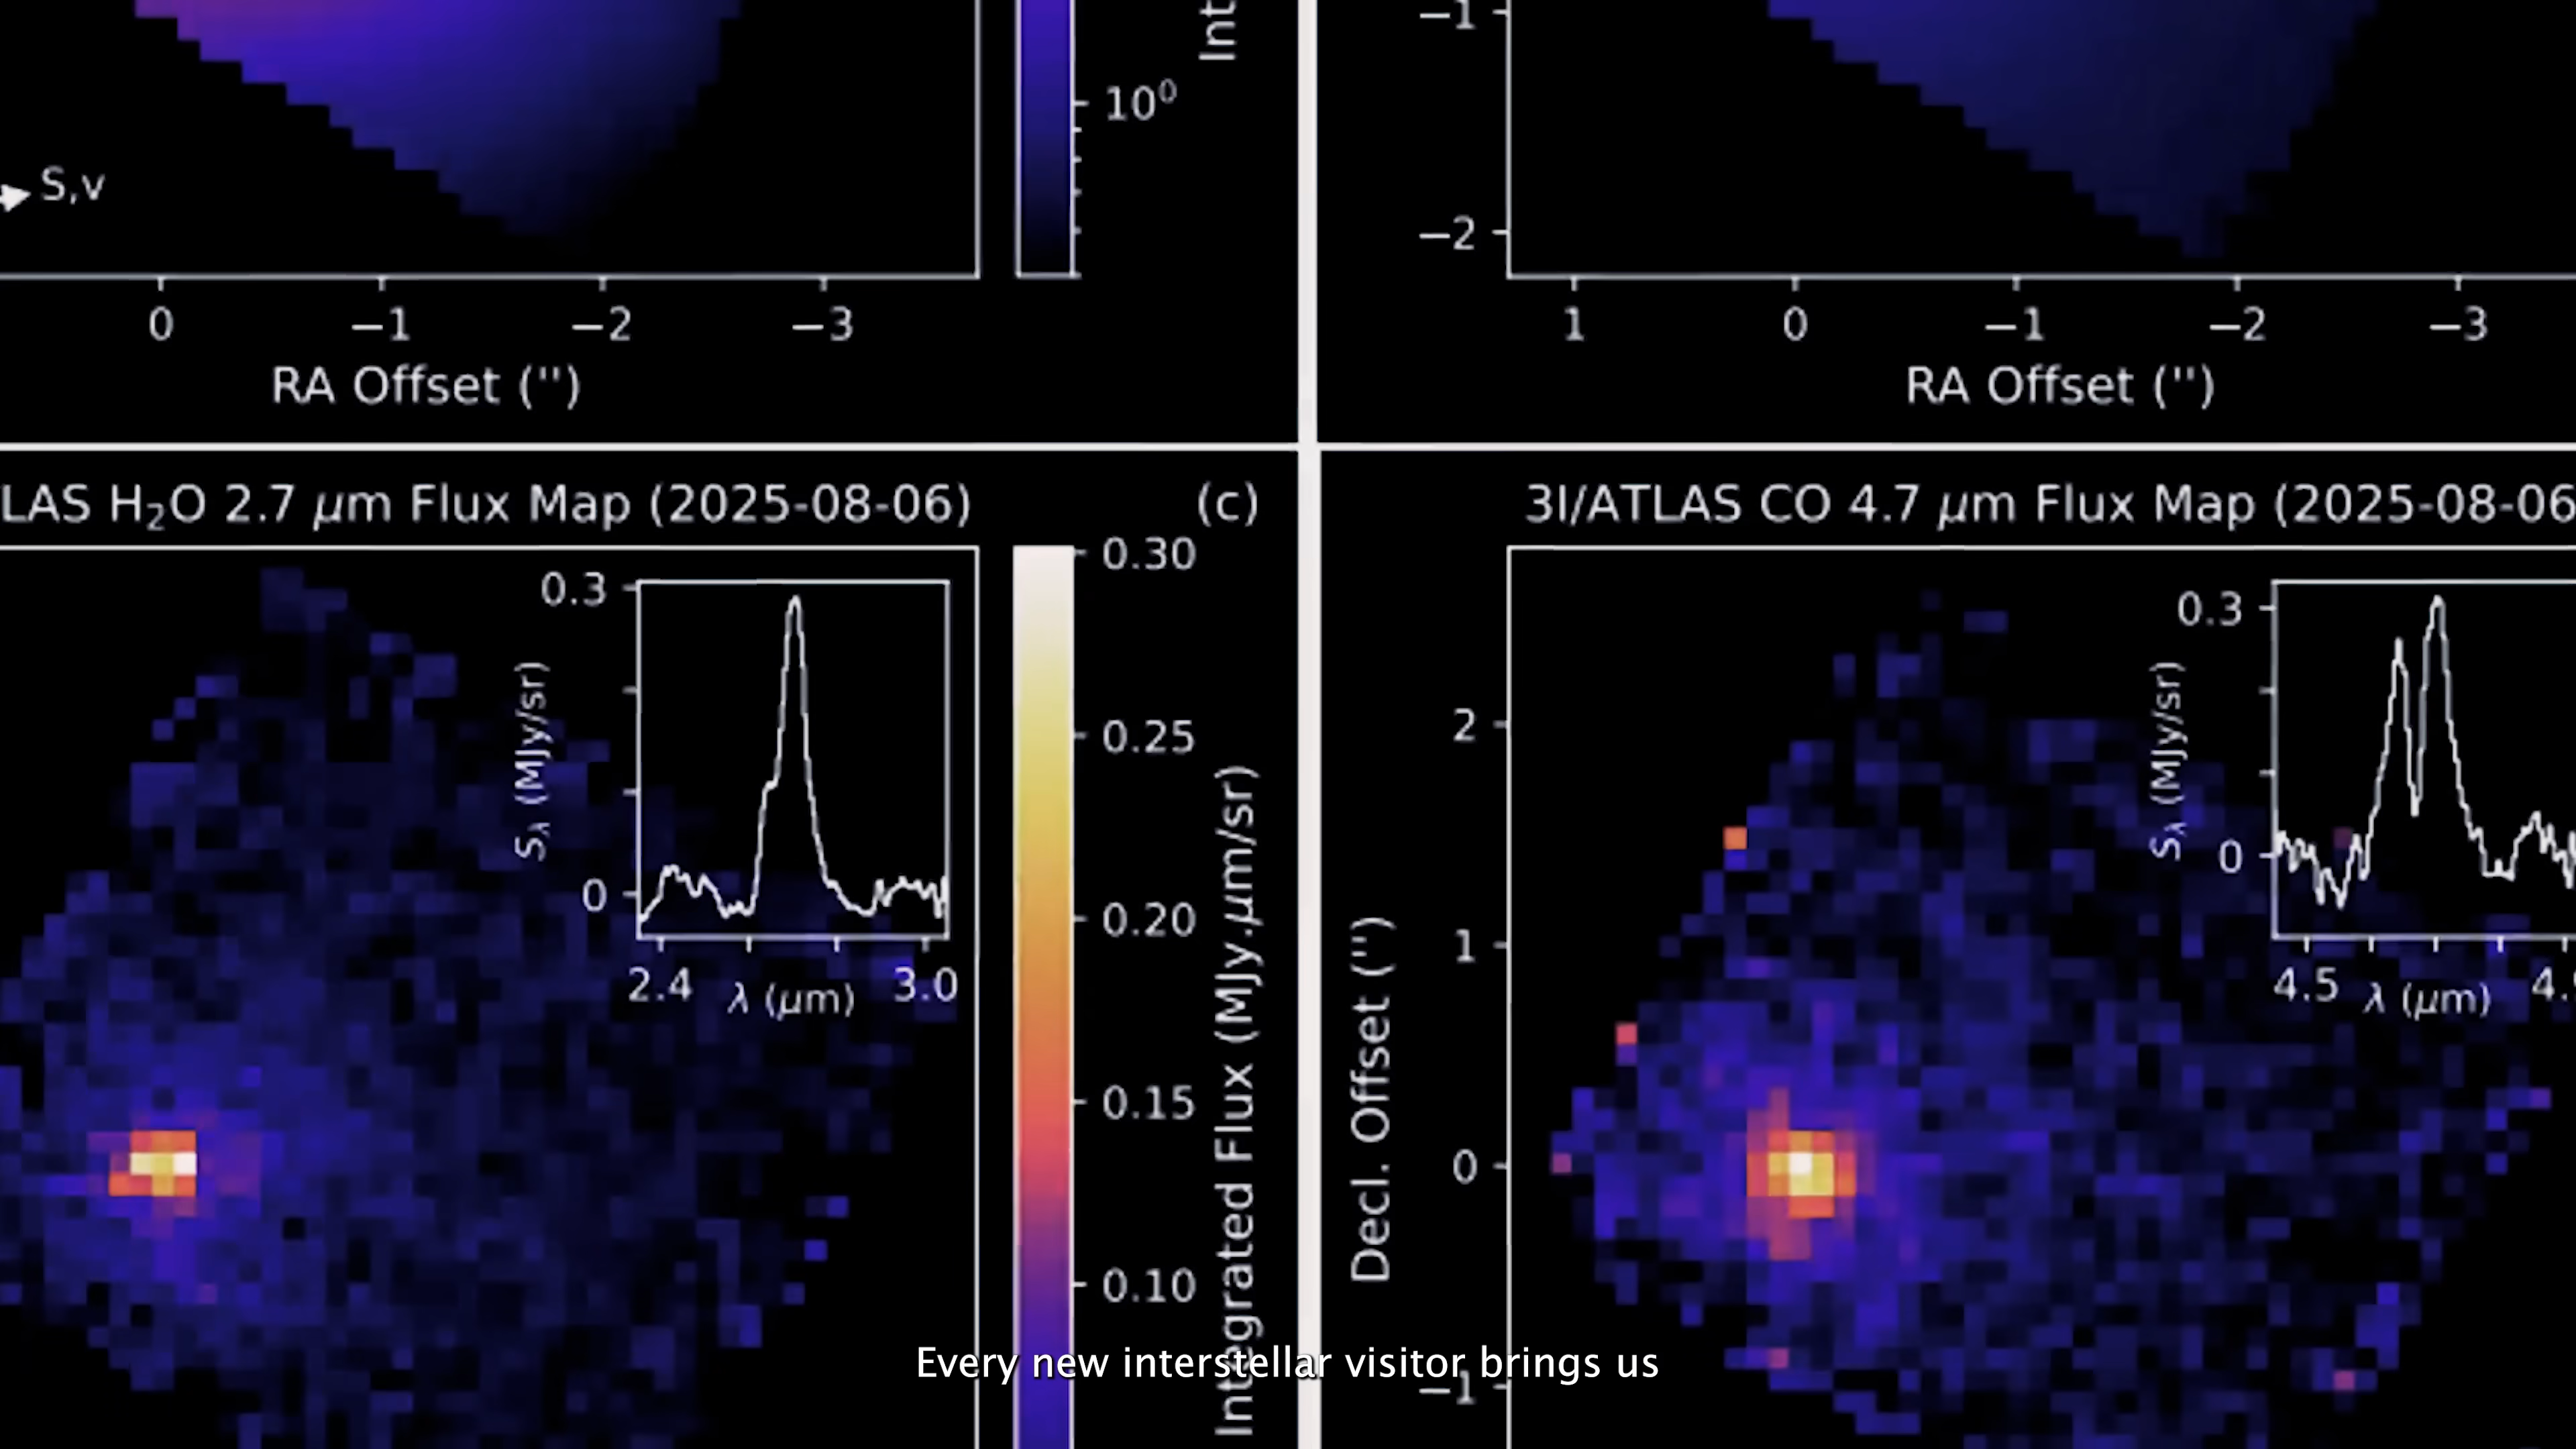 Int
10⁰
S,v
0 −1 −2 −3
RA Offset ('')
−1
−2
1 0 −1 −2 −3
RA Offset ('')
LAS H₂O 2.7 μm Flux Map (2025-08-06)
(c)
0.3
0
Sλ (MJy/sr)
2.4 λ (μm) 3.0
0.30
0.25
0.20
0.15
0.10
Integrated Flux (MJy.μm/sr)
3I/ATLAS CO 4.7 μm Flux Map (2025-08-06
0.3
0
Sλ (MJy/sr)
4.5 λ (μm)
2
1
0
−1
Decl. Offset ('')
Every new interstellar visitor brings us